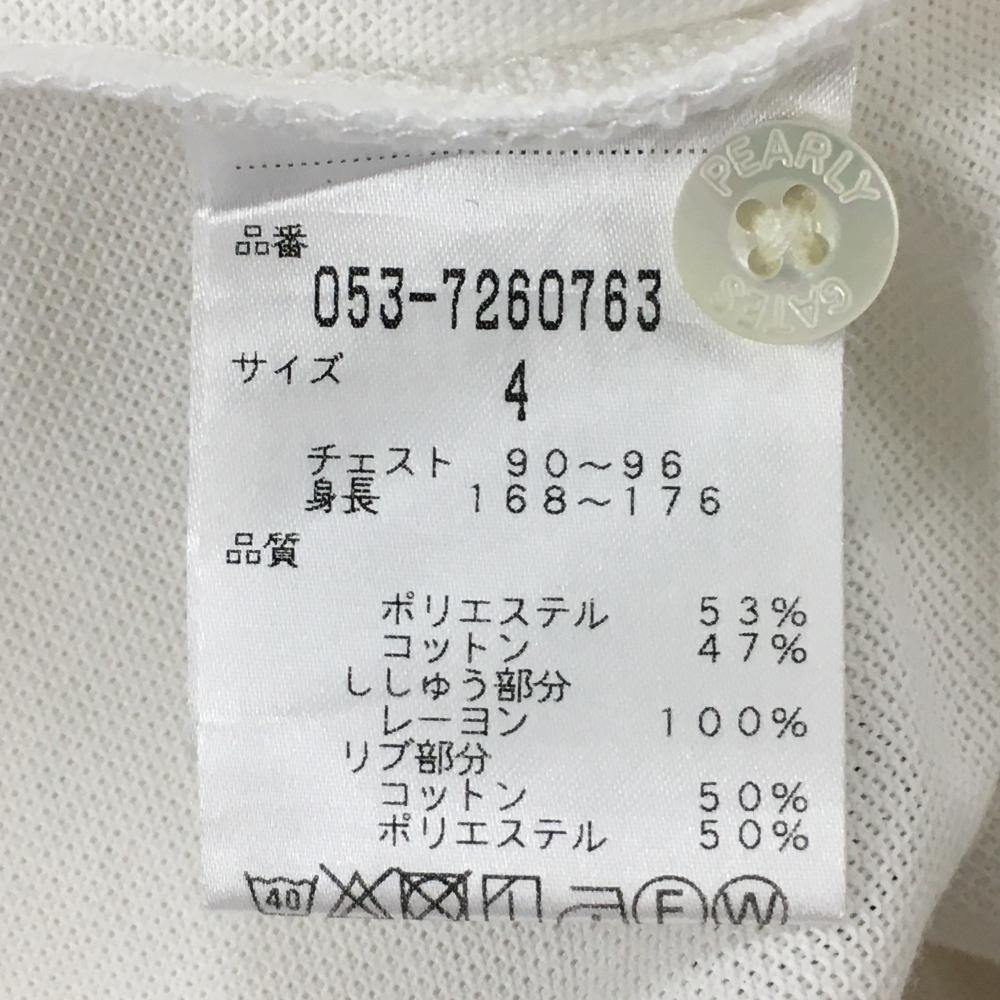 PEARLY
GATES
品番
053-7260763
サイズ
4
チェスト 90~96
身長 168~176
品質
ポリエステル 53%
コットン 47%
ししゅう部分
レーヨン 100%
リブ部分
コットン 50%
ポリエステル 50%
40 F W